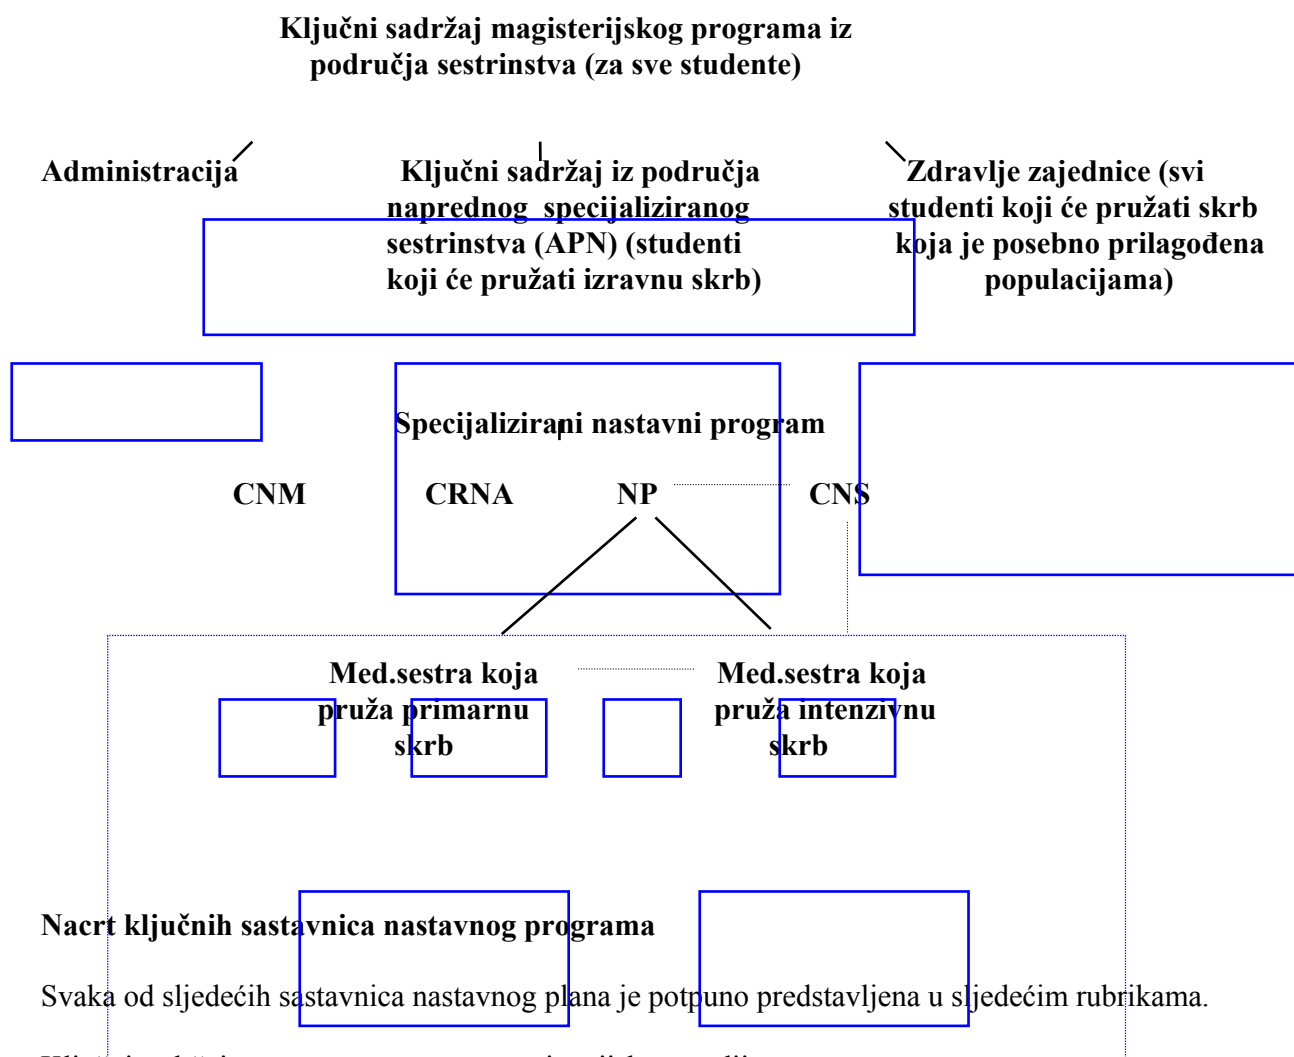 Ključni sadržaj magisterijskog programa iz
područja sestrinstva (za sve studente)
Administracija
Ključni sadržaj iz područja
naprednog specijaliziranog
sestrinstva (APN) (studenti
koji će pružati izravnu skrb)
Zdravlje zajednice (svi
studenti koji će pružati skrb
koja je posebno prilagođena
populacijama)
Specijalizirani nastavni program
CNM CRNA NP CNS
Med.sestra koja
pruža primarnu
skrb
Med.sestra koja
pruža intenzivnu
skrb
Nacrt ključnih sastavnica nastavnog programa
Svaka od sljedećih sastavnica nastavnog plana je potpuno predstavljena u sljedećim rubrikama.